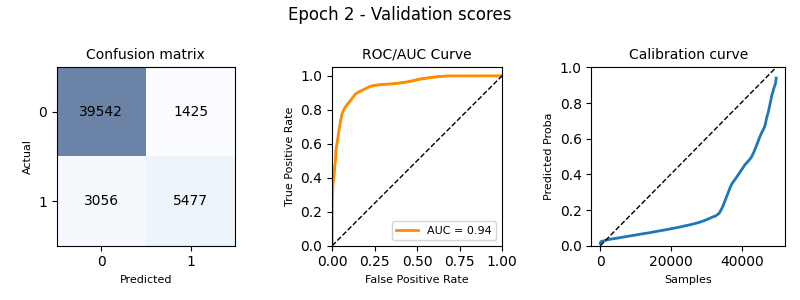 Epoch 2 - Validation scores
Confusion matrix
Actual
0
1
39542
1425
3056
5477
0
1
Predicted
ROC/AUC Curve
True Positive Rate
1.0
0.8
0.6
0.4
0.2
0.0
AUC = 0.94
0.00
0.25
0.50
0.75
1.00
False Positive Rate
Calibration curve
Predicted Proba
1.0
0.8
0.6
0.4
0.2
0.0
0
20000
40000
Samples